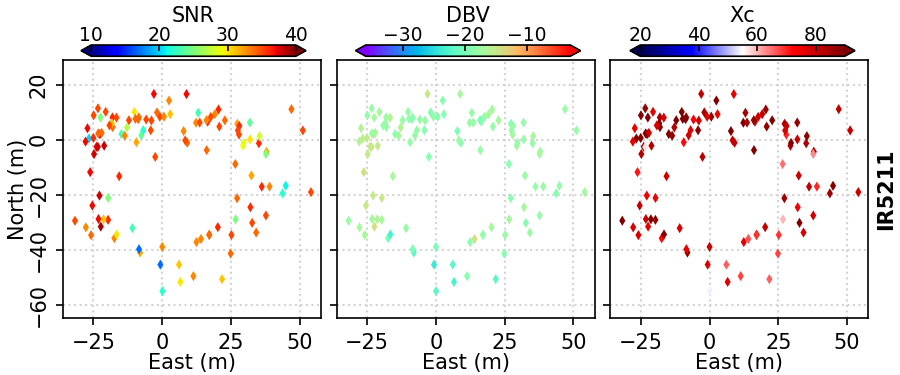 SNR DBV Xc
10 20 30 40 −30 −20 −10 20 40 60 80
20
0
−20
−40
−60
North (m)
−25 0 25 50 −25 0 25 50 −25 0 25 50
East (m) East (m) East (m)
IR5211